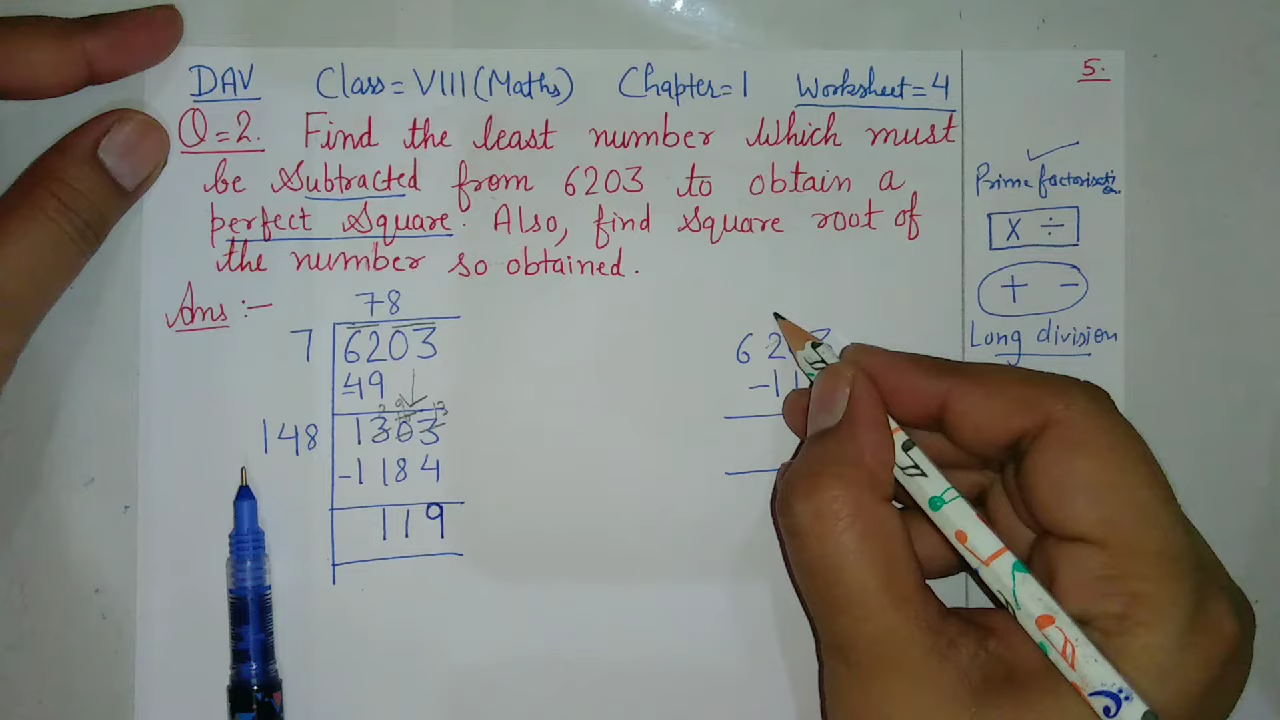 DAV Class=VIII(Maths) Chapter=1 Worksheet=4
5.
Q=2. Find the least number which must
be Subtracted from 6203 to obtain a
perfect Square. Also, find square root of
the number so obtained.
Prime factorisation
x ÷
+ -
Long division
Ans :-
78
7 6203
49
148 1303
-1184
119